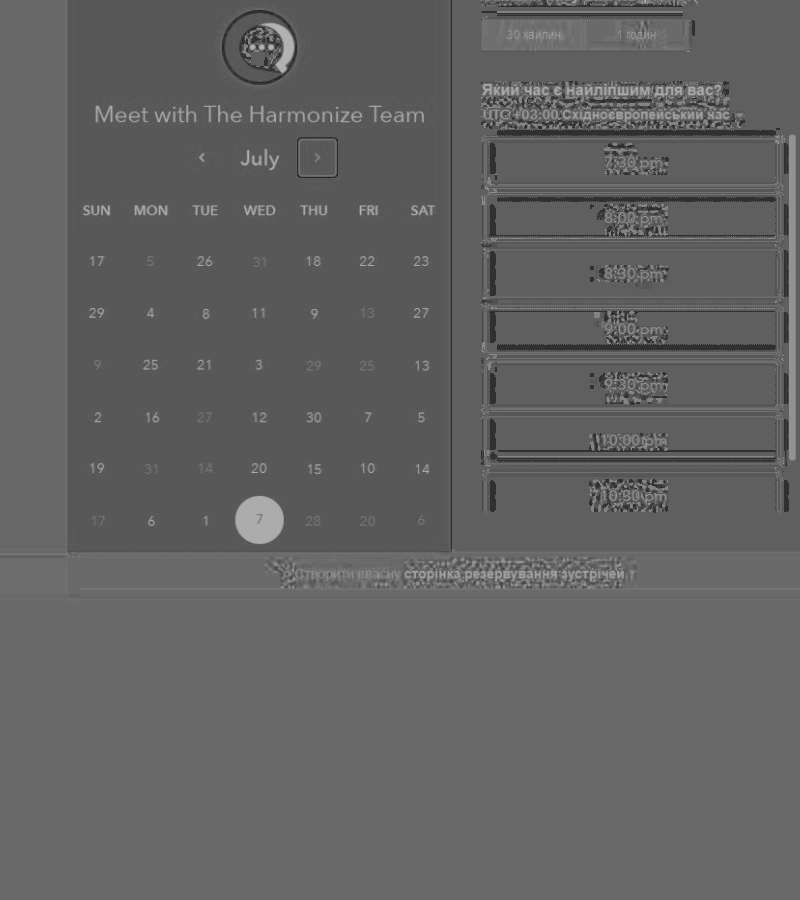 Meet with The Harmonize Team
July
SUN MON TUE WED THU FRI SAT
17 5 26 31 18 22 23
29 4 8 11 9 13 27
9 25 21 3 29 25 13
2 16 27 12 30 7 5
19 31 14 20 15 10 14
17 6 1 7 28 20 6
30 хвилин 1 годин
Який час є найліпшим для вас?
UTC +03:00 Східноєвропейський час
7:30 pm
8:00 pm
8:30 pm
9:00 pm
9:30 pm
10:00 pm
10:30 pm
Створити власну сторінка резервування зустрічей